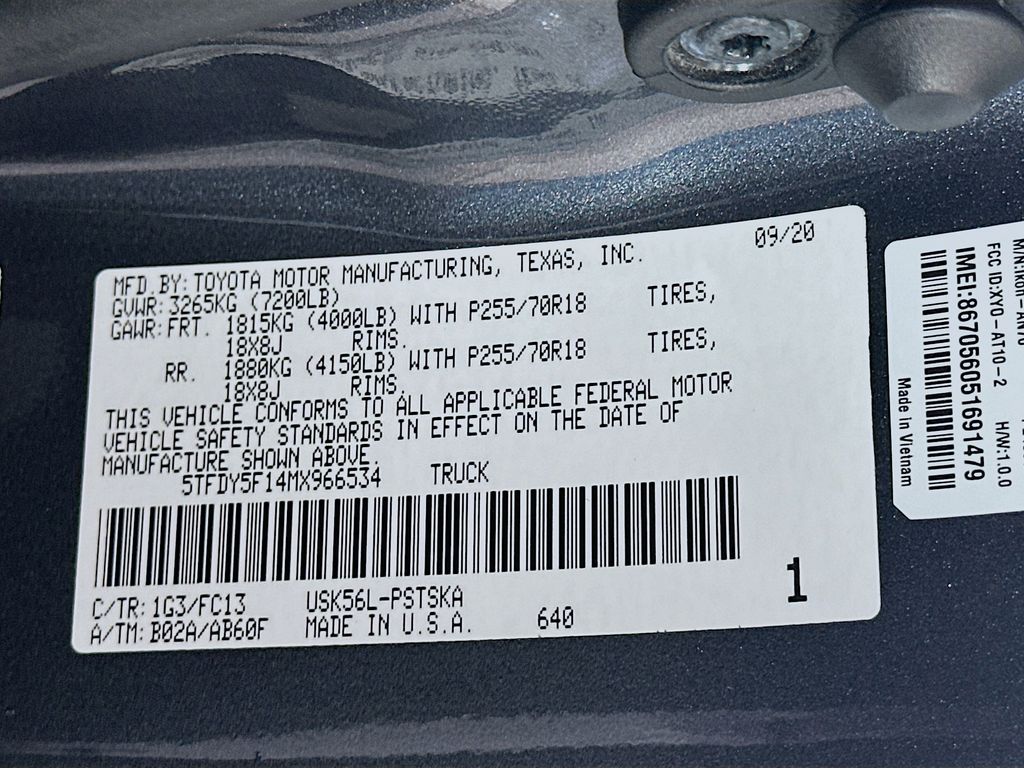 09/20
MFD. BY: TOYOTA MOTOR MANUFACTURING, TEXAS, INC.
GVWR: 3265KG (7200LB)
GAWR: FRT. 1815KG (4000LB) WITH P255/70R18 TIRES,
18X8J RIMS.
RR. 1880KG (4150LB) WITH P255/70R18 TIRES,
18X8J RIMS.
THIS VEHICLE CONFORMS TO ALL APPLICABLE FEDERAL MOTOR
VEHICLE SAFETY STANDARDS IN EFFECT ON THE DATE OF
MANUFACTURE SHOWN ABOVE.
5TFDY5F14MX966534 TRUCK
C/TR: 1G3/FC13 USK56L-PSTSKA
A/TM: B02A/AB60F MADE IN U.S.A. 640
1
FCC ID:XY0-AT10-2 H/W:1.0.0
IMEI:867056051691479
Made in Vietnam